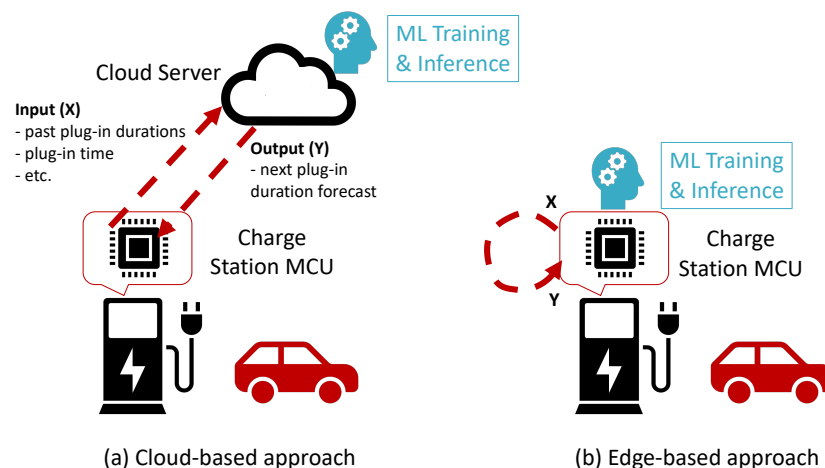 ML Training
& Inference
Cloud Server
Input (X)
- past plug-in durations
- plug-in time
- etc.
Output (Y)
- next plug-in
duration forecast
Charge
Station MCU
(a) Cloud-based approach
ML Training
& Inference
X
Charge
Station MCU
Y
(b) Edge-based approach